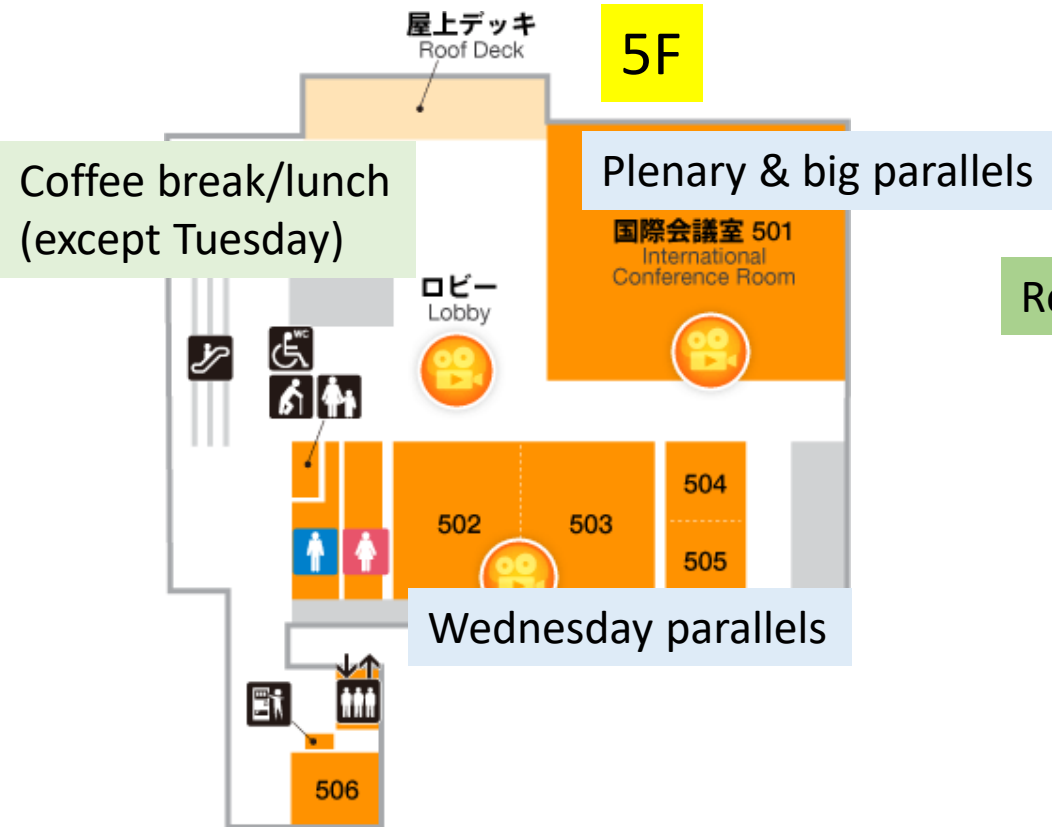 屋上デッキ
Roof Deck
5F
Coffee break/lunch
(except Tuesday)
Plenary & big parallels
国際会議室 501
International
Conference Room
ロビー
Lobby
WC
504
502
503
505
Wednesday parallels
506